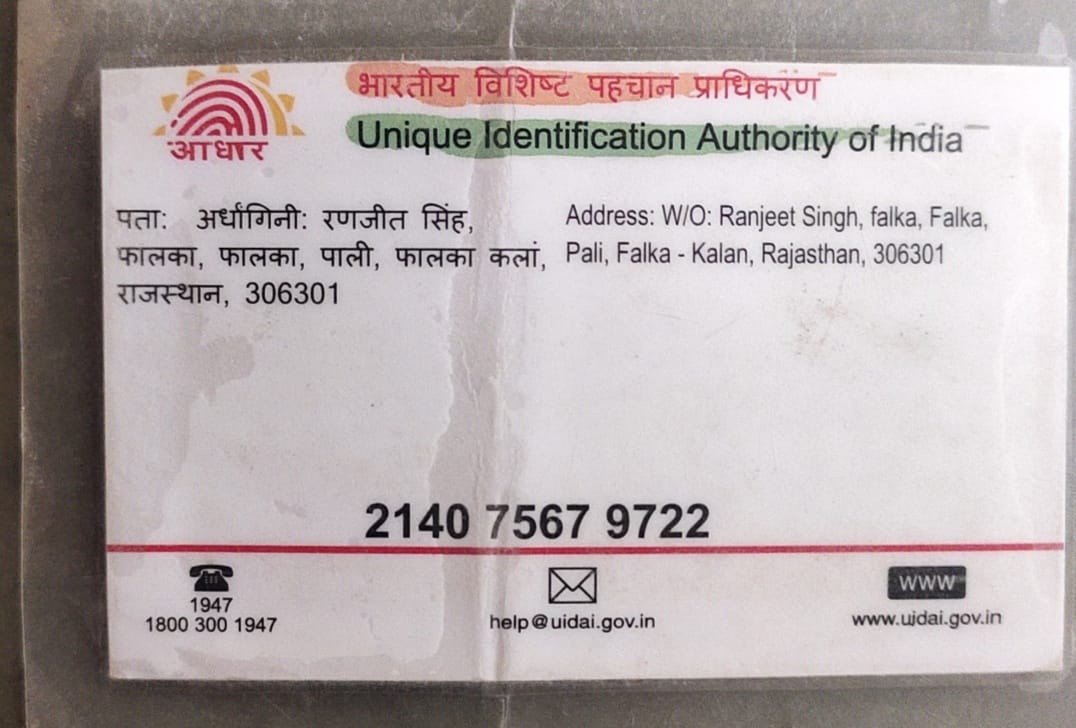 आधार
भारतीय विशिष्ट पहचान प्राधिकरण
Unique Identification Authority of India
पता: अर्धांगिनी: रणजीत सिंह,
फालका, फालका, पाली, फालका कलां,
राजस्थान, 306301
Address: W/O: Ranjeet Singh, falka, Falka,
Pali, Falka - Kalan, Rajasthan, 306301
2140 7567 9722
1947
1800 300 1947
help@uidai.gov.in
www
www.uidai.gov.in